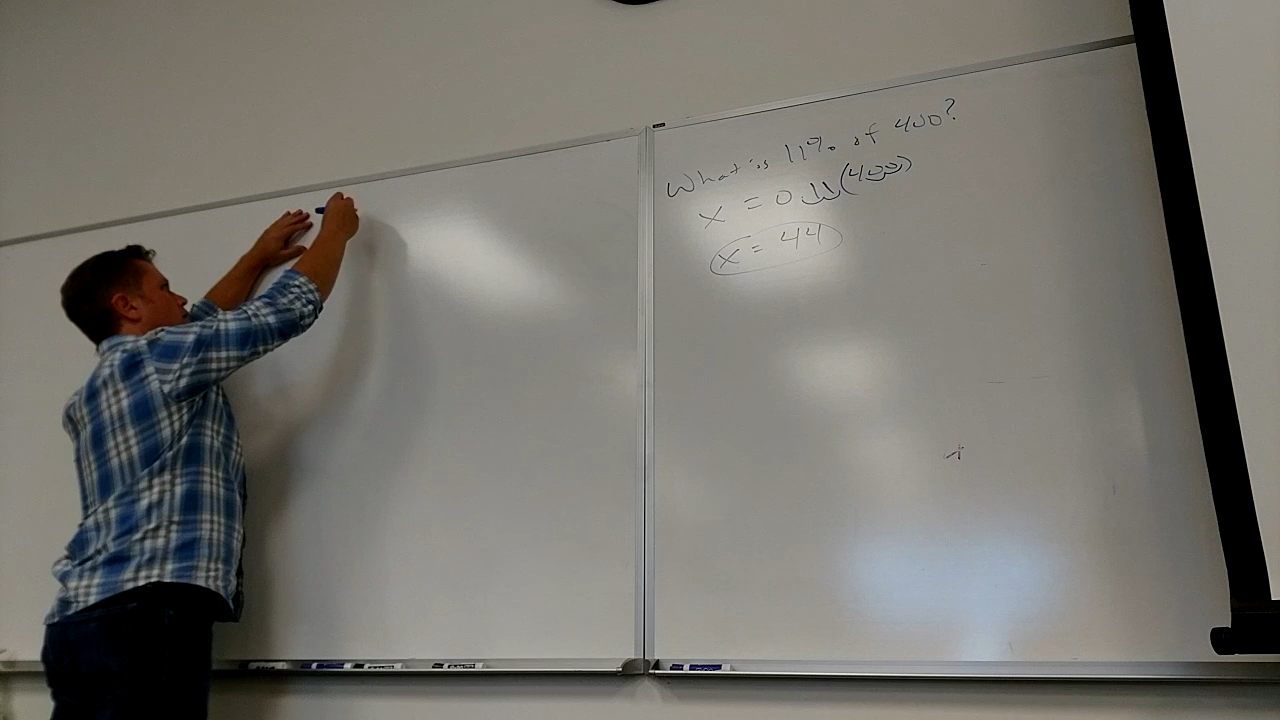 What is 11% of 400?
x = 0.11(400)
x = 44